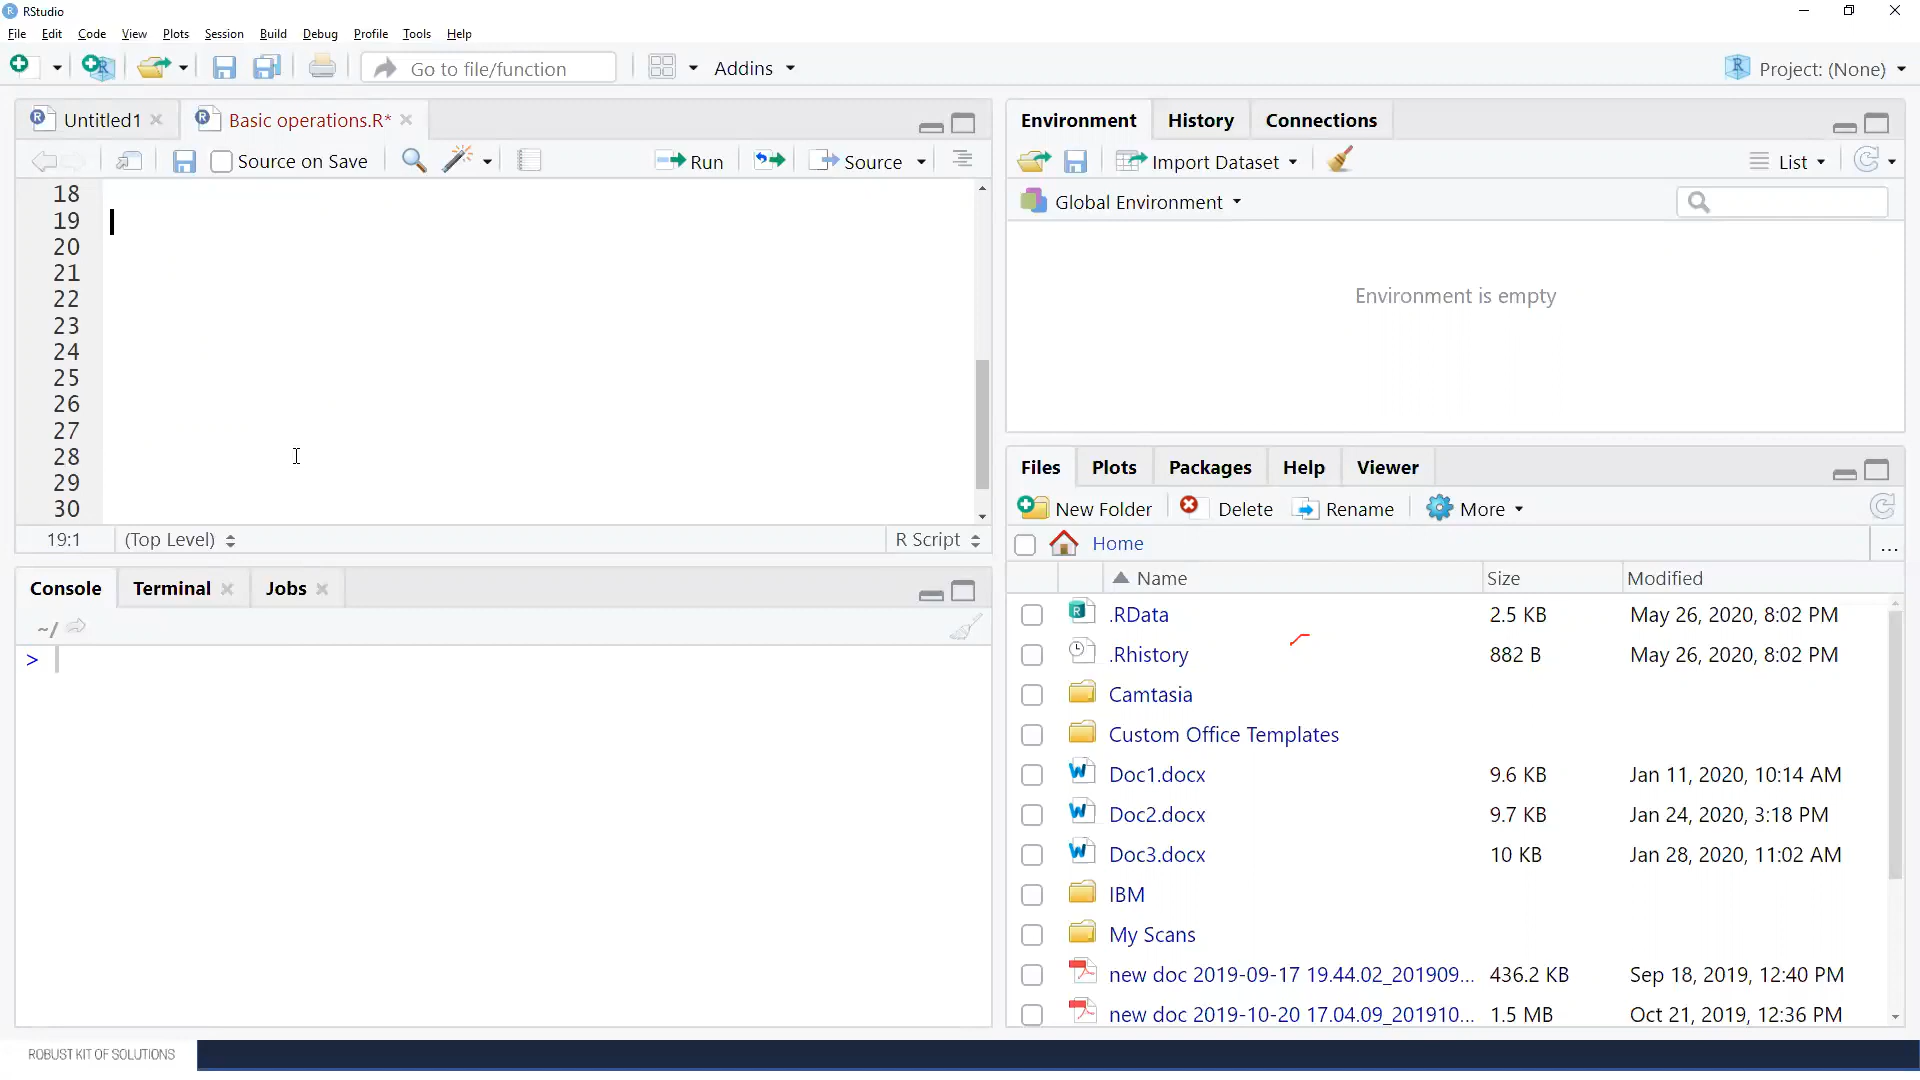 RStudio
File Edit Code View Plots Session Build Debug Profile Tools Help
Go to file/function Addins Project: (None)
Untitled1 Basic operations.R*
Source on Save Run Source
18
19
20
21
22
23
24
25
26
27
28
29
30
19:1 (Top Level) R Script
Console Terminal Jobs
~/
>
Environment History Connections
Import Dataset List
Global Environment
Environment is empty
Files Plots Packages Help Viewer
New Folder Delete Rename More
Home ...
Name Size Modified
.RData 2.5 KB May 26, 2020, 8:02 PM
.Rhistory 882 B May 26, 2020, 8:02 PM
Camtasia
Custom Office Templates
Doc1.docx 9.6 KB Jan 11, 2020, 10:14 AM
Doc2.docx 9.7 KB Jan 24, 2020, 3:18 PM
Doc3.docx 10 KB Jan 28, 2020, 11:02 AM
IBM
My Scans
new doc 2019-09-17 19.44.02_201909... 436.2 KB Sep 18, 2019, 12:40 PM
new doc 2019-10-20 17.04.09_201910... 1.5 MB Oct 21, 2019, 12:36 PM
ROBUST KIT OF SOLUTIONS